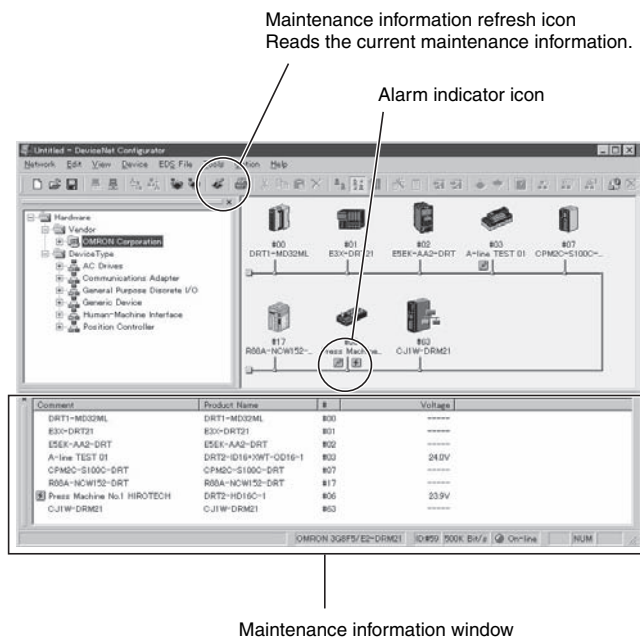 Maintenance information refresh icon
Reads the current maintenance information.
Alarm indicator icon
Untitled - DeviceNet Configurator
Network Edit View Device EDS File Tools Option Help
Hardware
Vendor
OMRON Corporation
DeviceType
AC Drives
Communications Adapter
General Purpose Discrete I/O
Generic Device
Human-Machine Interface
Position Controller
#00 #01 #02 #03 #07
DRT1-MD32ML E3X-DRT21 E5EK-AA2-DRT A-line TEST 01 CPM2C-S100C-...
#17 #63
R88A-NCW152-... Press Machine... CJ1W-DRM21
Comment Product Name # Voltage
DRT1-MD32ML DRT1-MD32ML #00 -----
E3X-DRT21 E3X-DRT21 #01 -----
E5EK-AA2-DRT E5EK-AA2-DRT #02 -----
A-line TEST 01 DRT2-ID16+XWT-OD16-1 #03 24.0V
CPM2C-S100C-DRT CPM2C-S100C-DRT #07 -----
R88A-NCW152-DRT R88A-NCW152-DRT #17 -----
Press Machine No.1 HIROTECH DRT2-HD16C-1 #06 23.9V
CJ1W-DRM21 CJ1W-DRM21 #63 -----
OMRON 3G8F5/E2-DRM21 ID:#59 500K Bit/s On-line NUM
Maintenance information window